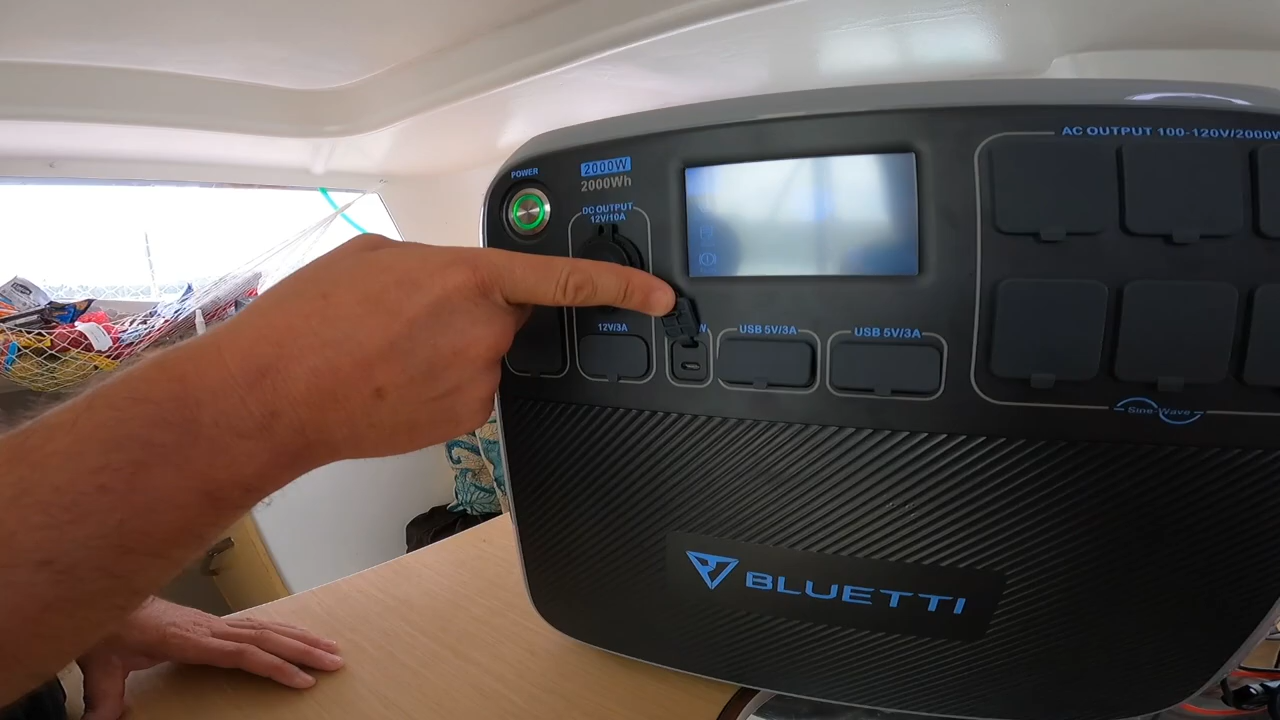 POWER
2000W
2000Wh
DC OUTPUT
12V/10A
AC OUTPUT 100-120V/2000W
12V/3A
USB 5V/3A
USB 5V/3A
Sine-Wave
BLUETTI